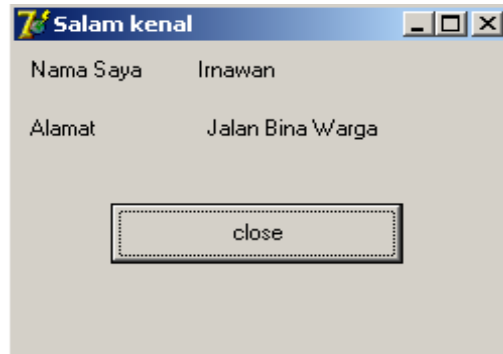 Salam kenal
Nama Saya Irnawan
Alamat Jalan Bina Warga
close